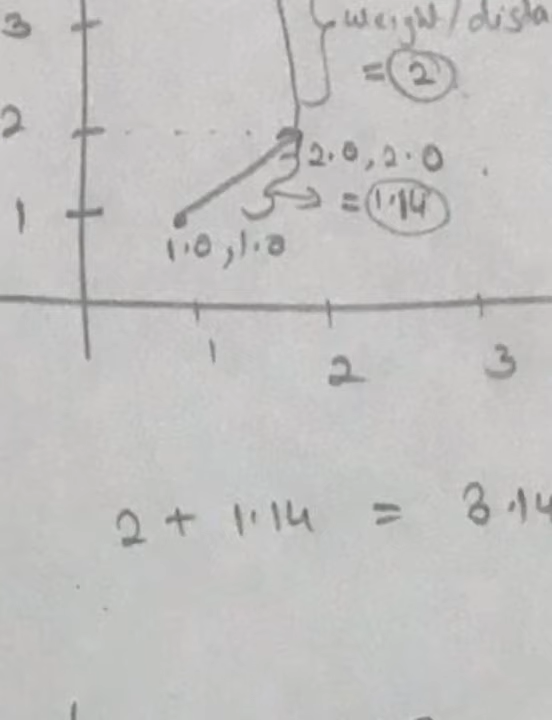 3 weight/dista
= 2
2
2.0, 2.0
1 = 1.14
1.0, 1.0
1 2 3
2 + 1.14 = 3.14